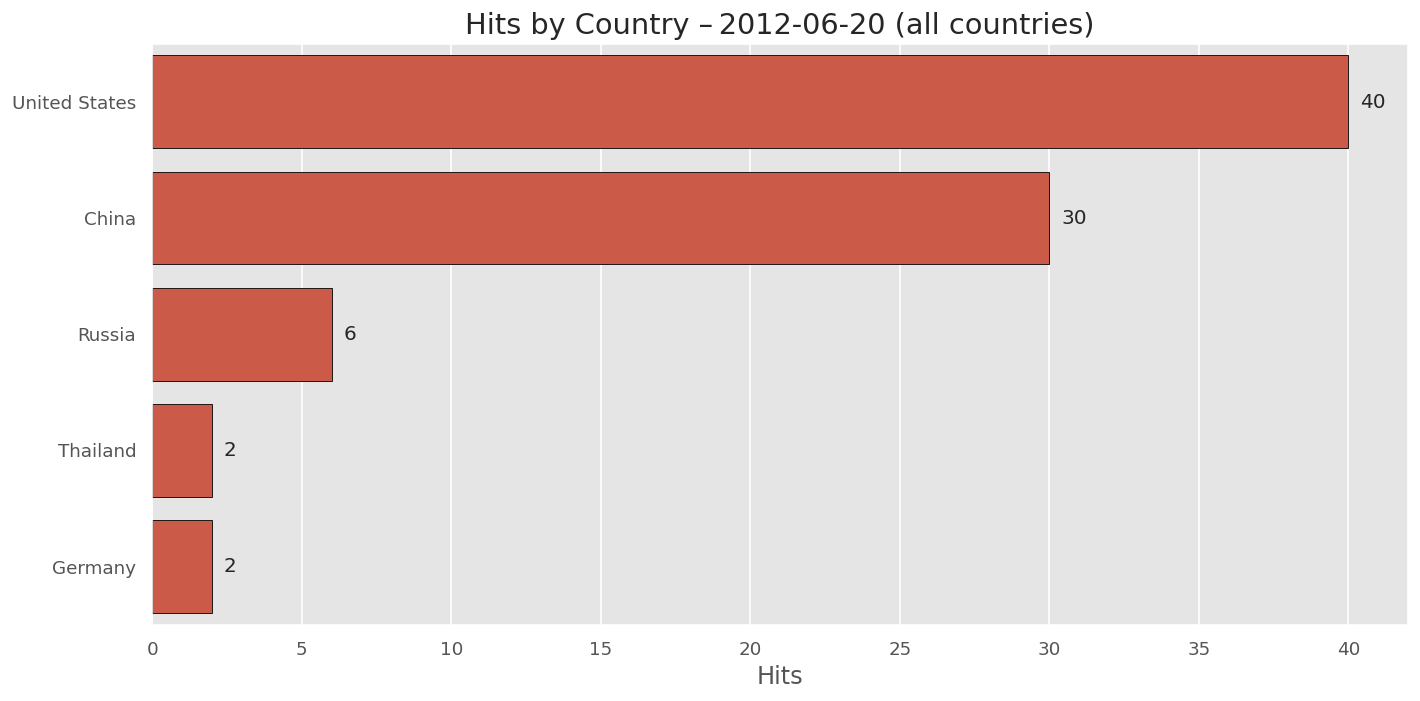 Hits by Country – 2012-06-20 (all countries)
United States 40
China 30
Russia 6
Thailand 2
Germany 2
0 5 10 15 20 25 30 35 40
Hits